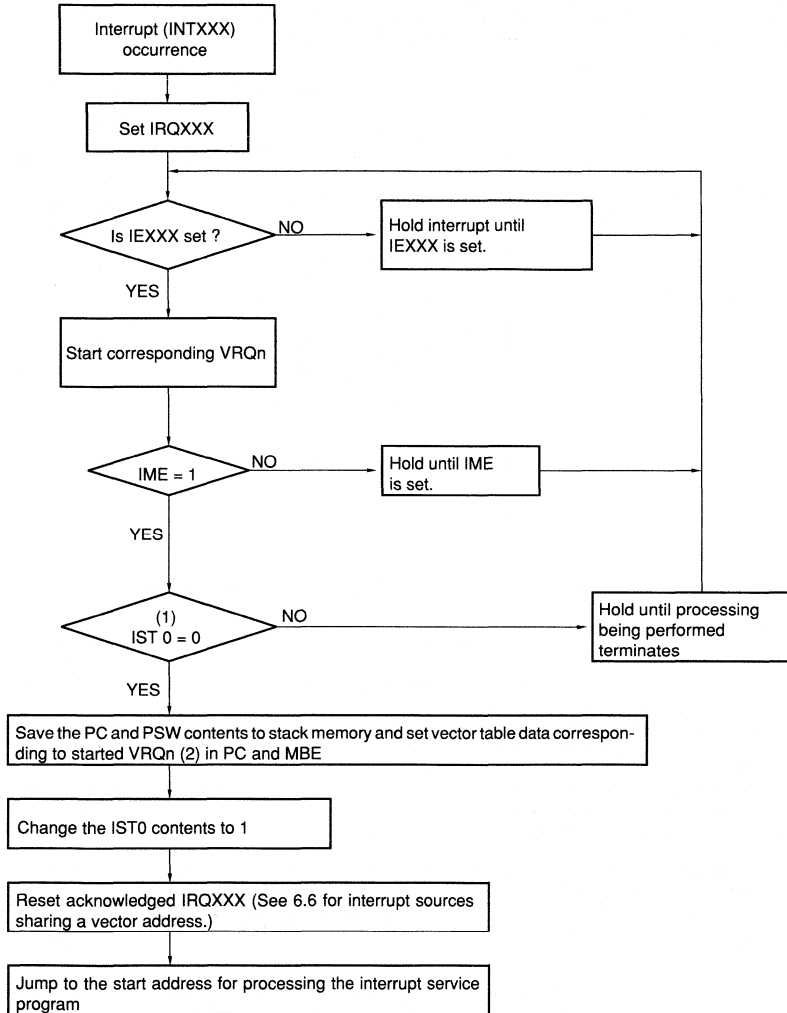 Interrupt (INTXXX)
occurrence
Set IRQXXX
Is IEXXX set ?
NO
Hold interrupt until
IEXXX is set.
YES
Start corresponding VRQn
IME = 1
NO
Hold until IME
is set.
YES
(1)
IST 0 = 0
NO
Hold until processing
being performed
terminates
YES
Save the PC and PSW contents to stack memory and set vector table data correspon-
ding to started VRQn (2) in PC and MBE
Change the IST0 contents to 1
Reset acknowledged IRQXXX (See 6.6 for interrupt sources
sharing a vector address.)
Jump to the start address for processing the interrupt service
program